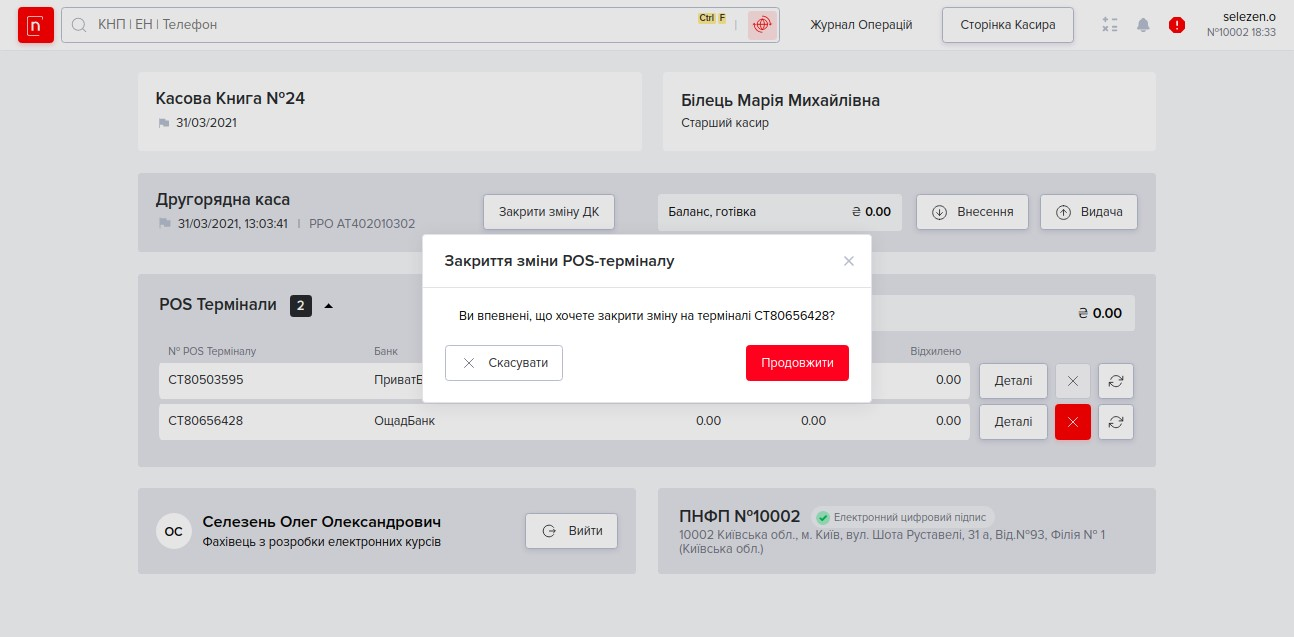 n
КНП | ЕН | Телефон
Ctrl F
Журнал Операцій
Сторінка Касира
selezen.o
№10002 18:33
Касова Книга №24
31/03/2021
Білець Марія Михайлівна
Старший касир
Другорядна каса
31/03/2021, 13:03:41 | РРО АТ402010302
Закрити зміну ДК
Баланс, готівка ₴ 0.00
Внесення
Видача
Закриття зміни POS-терміналу
Ви впевнені, що хочете закрити зміну на терміналі CT80656428?
Скасувати
Продовжити
POS Термінали 2
₴ 0.00
№ POS Терміналу Банк Відхилено
CT80503595 ПриватБ 0.00 Деталі
CT80656428 ОщадБанк 0.00 0.00 0.00 Деталі
ОС
Селезень Олег Олександрович
Фахівець з розробки електронних курсів
Вийти
ПНФП №10002 Електронний цифровий підпис
10002 Київська обл., м. Київ, вул. Шота Руставелі, 31 а, Від.№93, Філія № 1
(Київська обл.)